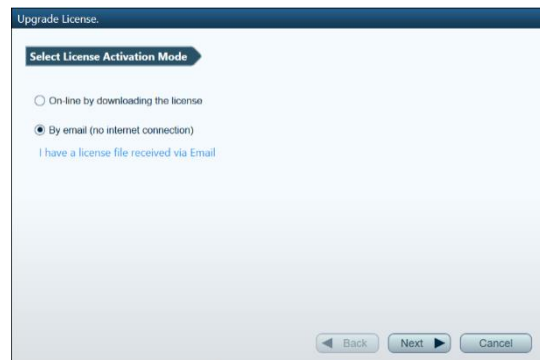 Upgrade License.
Select License Activation Mode
On-line by downloading the license
By email (no internet connection)
I have a license file received via Email
Back Next Cancel